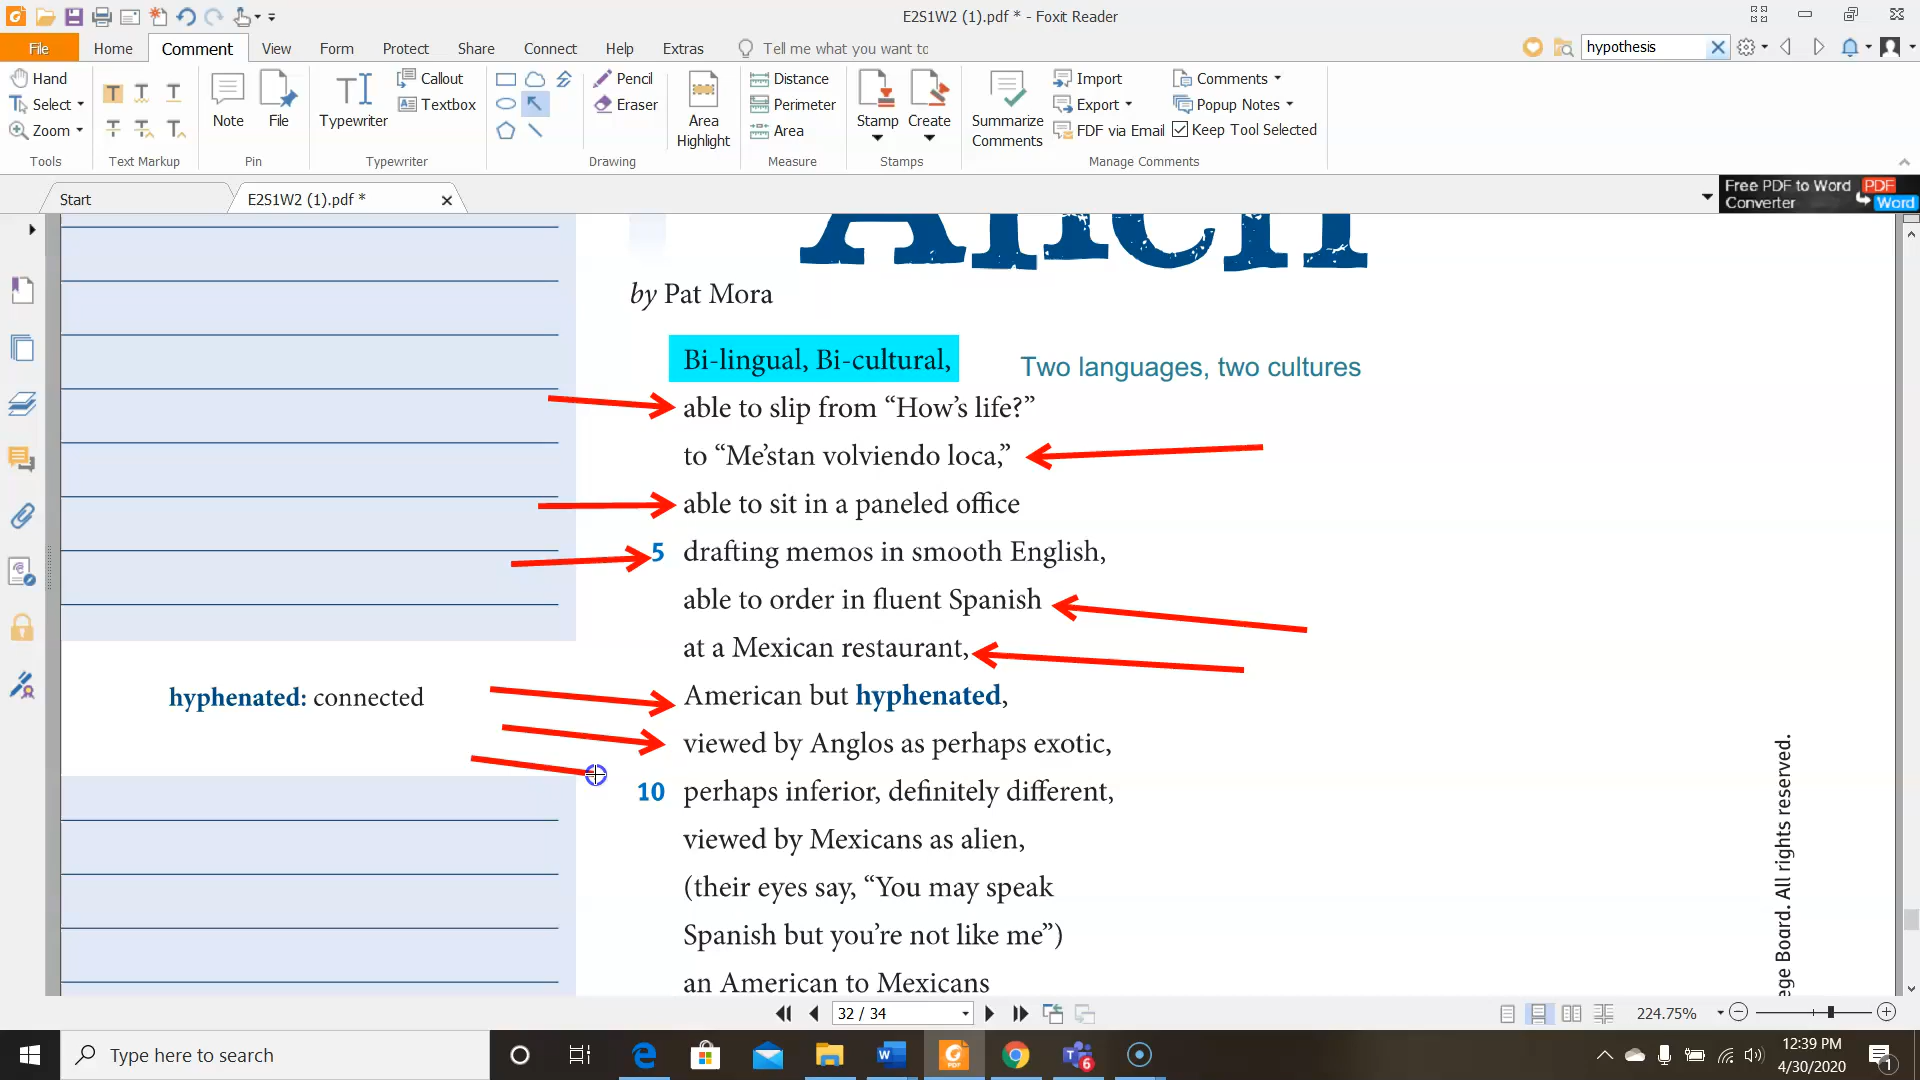 E2S1W2 (1).pdf * - Foxit Reader
File Home Comment View Form Protect Share Connect Help Extras Tell me what you want to hypothesis
Hand Callout Pencil Distance Import Comments
Select Textbox Eraser Perimeter Export Popup Notes
Zoom Note File Typewriter Area Highlight Area Stamp Create Summarize Comments FDF via Email Keep Tool Selected
Tools Text Markup Pin Typewriter Drawing Measure Stamps Manage Comments
Start E2S1W2 (1).pdf * Free PDF to Word Converter PDF Word
by Pat Mora
Bi-lingual, Bi-cultural, Two languages, two cultures
able to slip from “How’s life?”
to “Me’stan volviendo loca,”
able to sit in a paneled office
5 drafting memos in smooth English,
able to order in fluent Spanish
at a Mexican restaurant,
hyphenated: connected
American but hyphenated,
viewed by Anglos as perhaps exotic,
10 perhaps inferior, definitely different,
viewed by Mexicans as alien,
(their eyes say, “You may speak
Spanish but you’re not like me”)
an American to Mexicans
ge Board. All rights reserved.
32 / 34 224.75%
Type here to search 6 12:39 PM
4/30/2020 1